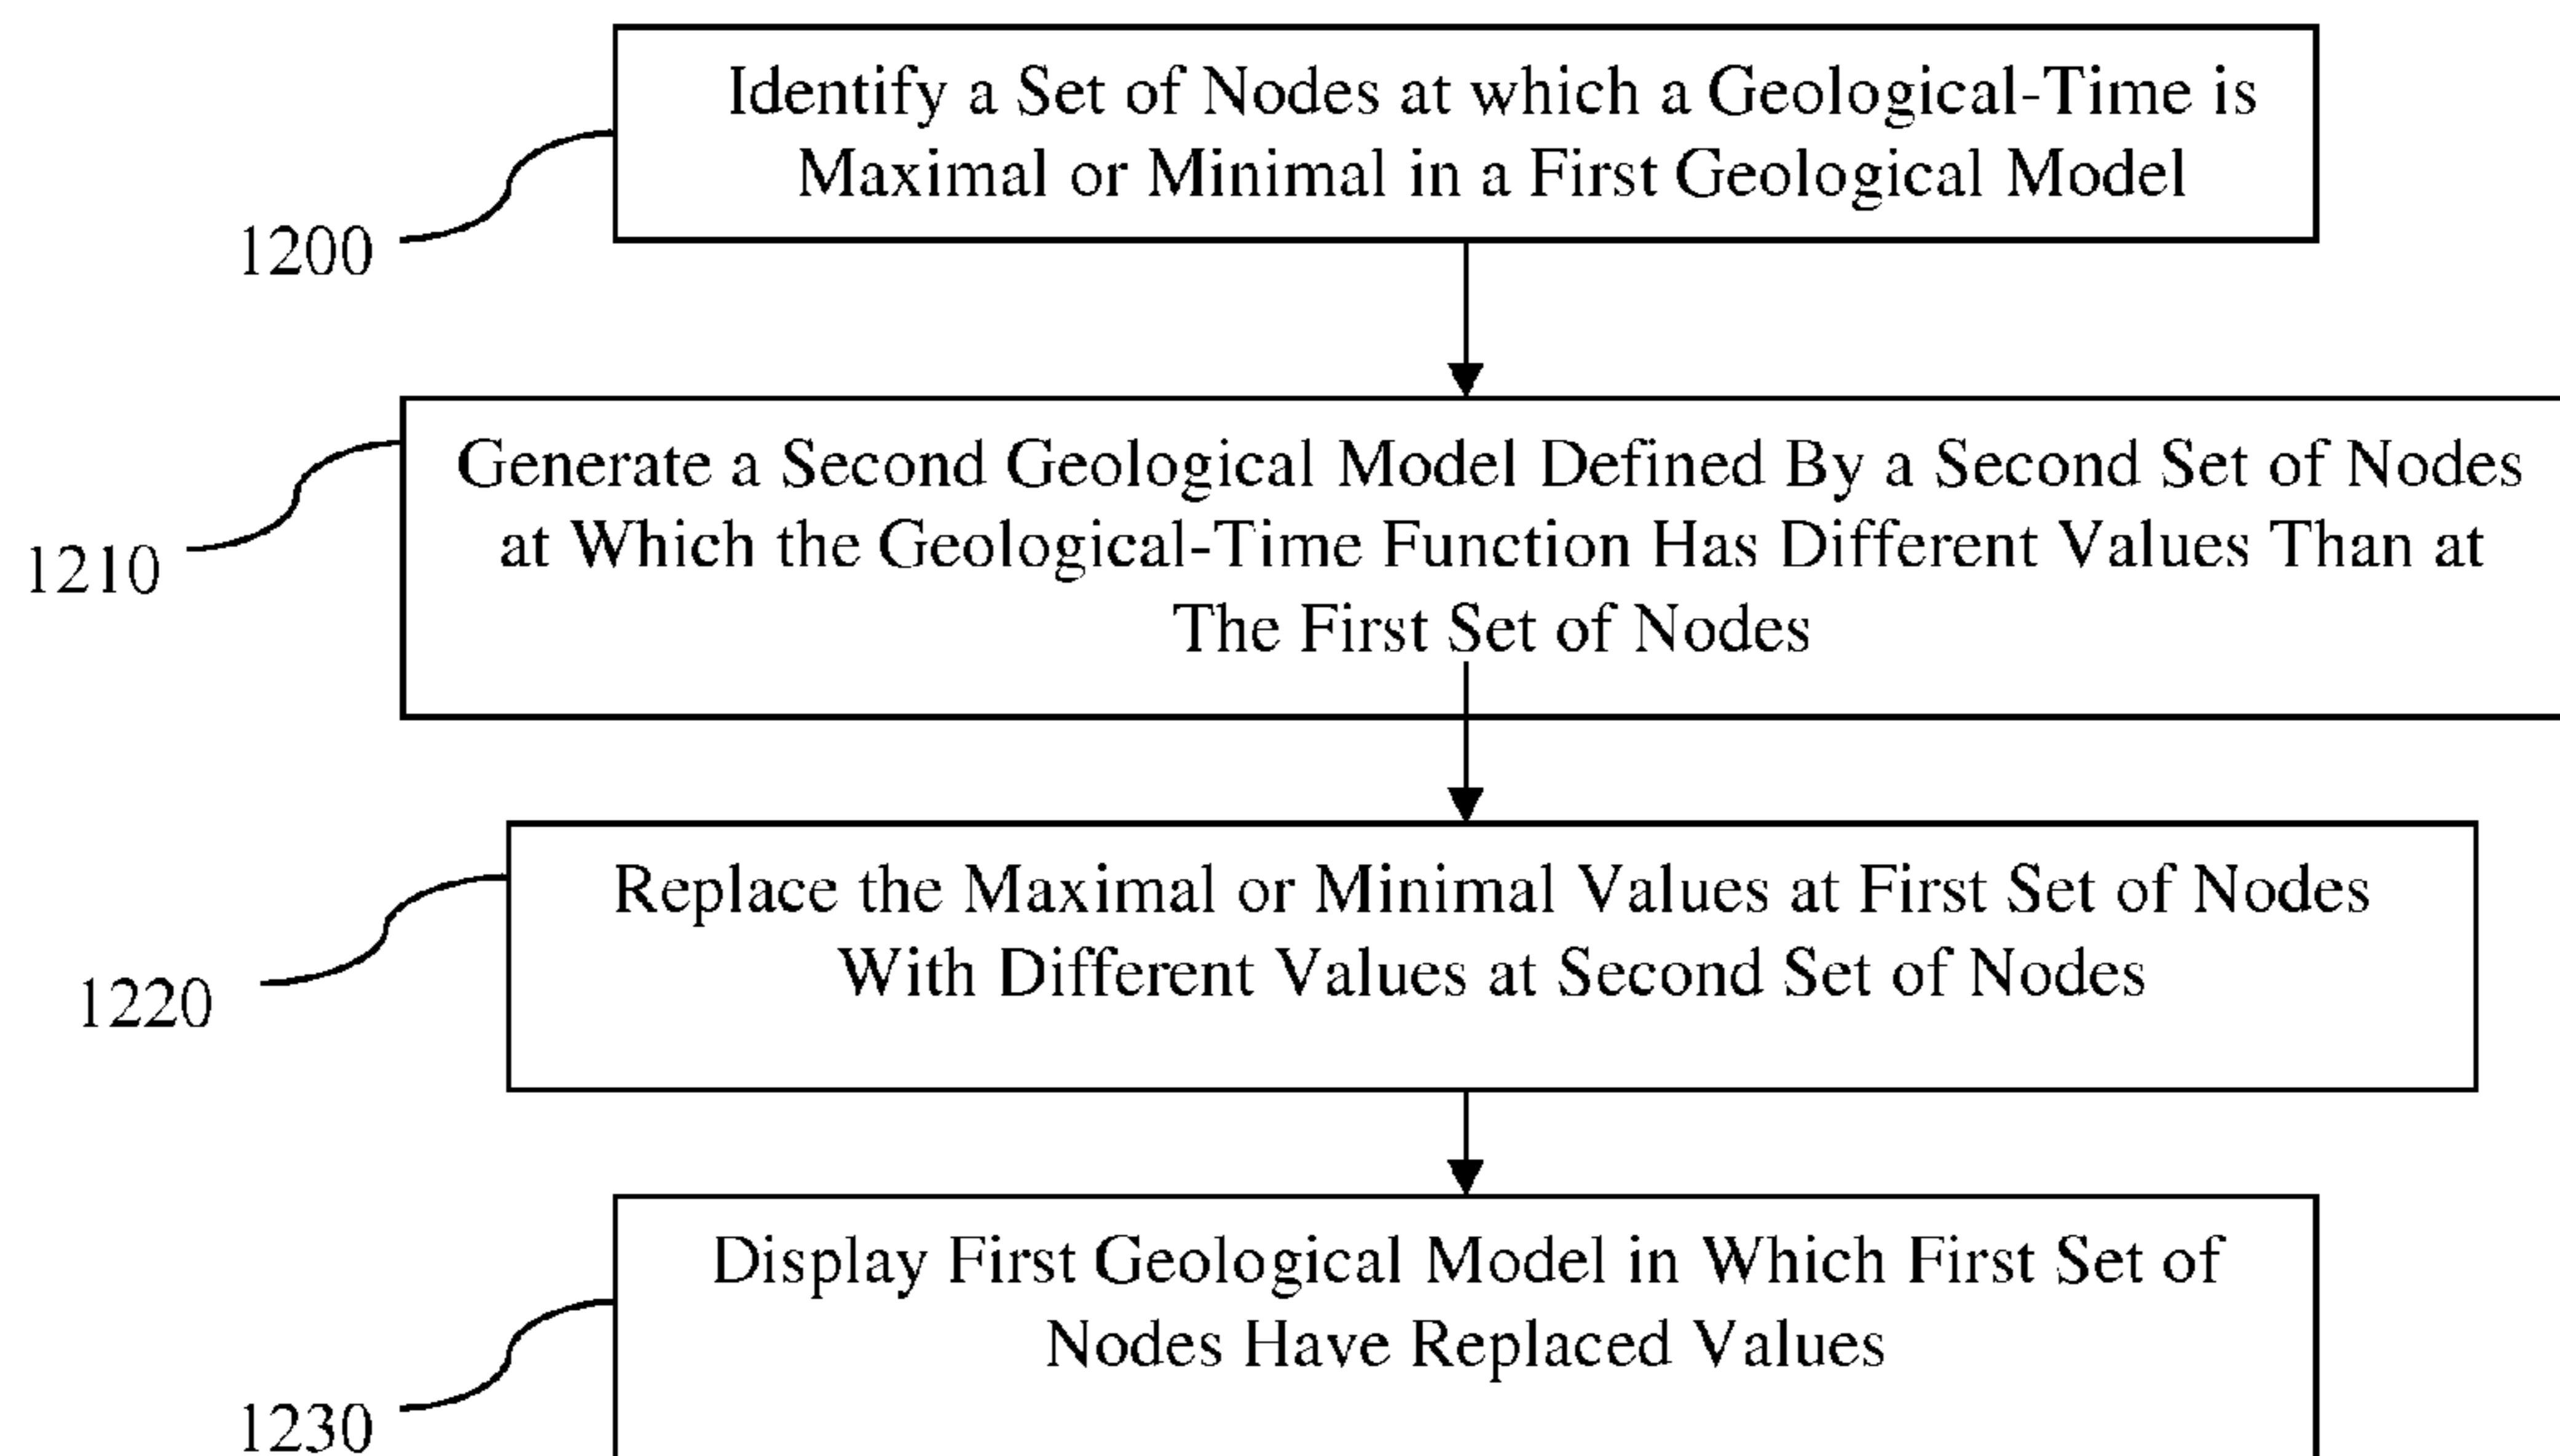 Identify a Set of Nodes at which a Geological-Time is
Maximal or Minimal in a First Geological Model
1200
Generate a Second Geological Model Defined By a Second Set of Nodes
at Which the Geological-Time Function Has Different Values Than at
The First Set of Nodes
1210
Replace the Maximal or Minimal Values at First Set of Nodes
With Different Values at Second Set of Nodes
1220
Display First Geological Model in Which First Set of
Nodes Have Replaced Values
1230